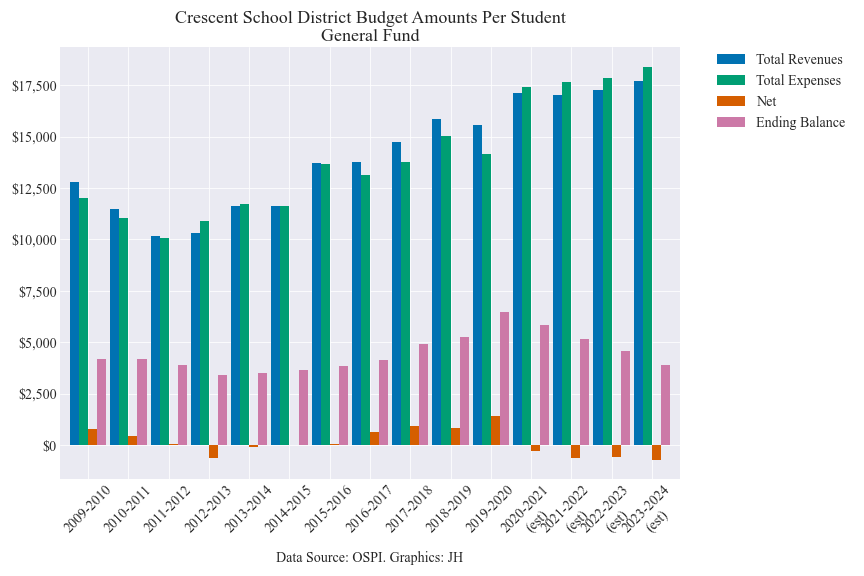 Crescent School District Budget Amounts Per Student
General Fund
Total Revenues
Total Expenses
Net
Ending Balance
$17,500
$15,000
$12,500
$10,000
$7,500
$5,000
$2,500
$0
2009-2010
2010-2011
2011-2012
2012-2013
2013-2014
2014-2015
2015-2016
2016-2017
2017-2018
2018-2019
2019-2020
2020-2021
(est)
2021-2022
(est)
2022-2023
(est)
2023-2024
(est)
Data Source: OSPI. Graphics: JH